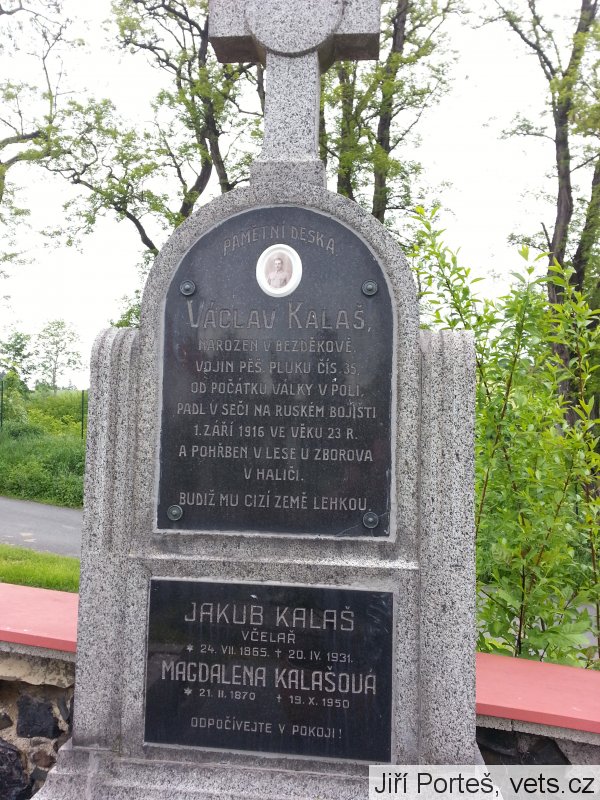 PAMĚTNÍ DESKA
VÁCLAV KALAŠ,
NAROZEN V BEZDĚKOVĚ,
VOJÍN PĚŠ. PLUKU ČÍS. 35,
OD POČÁTKU VÁLKY V POLI,
PADL V SEČI NA RUSKÉM BOJIŠTI
1. ZÁŘÍ 1916 VE VĚKU 23 R.
A POHŘBEN V LESE U ZBOROVA
V HALIČI.
BUDIŽ MU CIZÍ ZEMĚ LEHKOU.
JAKUB KALAŠ
VČELAŘ
* 24. VII. 1865. † 20. IV. 1931.
MAGDALENA KALAŠOVÁ
* 21. II 1870 † 19. X. 1950
ODPOČÍVEJTE V POKOJI!
Jiří Porteš, vets.cz